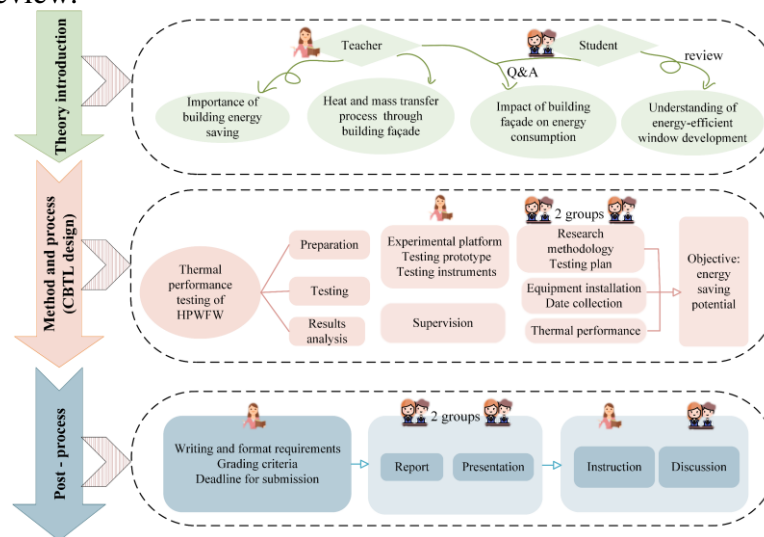 Theory introduction
Teacher
Student
Q&A
review
Importance of
building energy
saving
Heat and mass transfer
process through
building façade
Impact of building
façade on energy
consumption
Understanding of
energy-efficient
window development
Method and process
(CBTL design)
Thermal
performance
testing of
HPWFW
Preparation
Testing
Results
analysis
Experimental platform
Testing prototype
Testing instruments
Supervision
2 groups
Research
methodology
Testing plan
Equipment installation
Date collection
Thermal performance
Objective:
energy
saving
potential
Post - process
Writing and format requirements
Grading criteria
Deadline for submission
2 groups
Report
Presentation
Instruction
Discussion